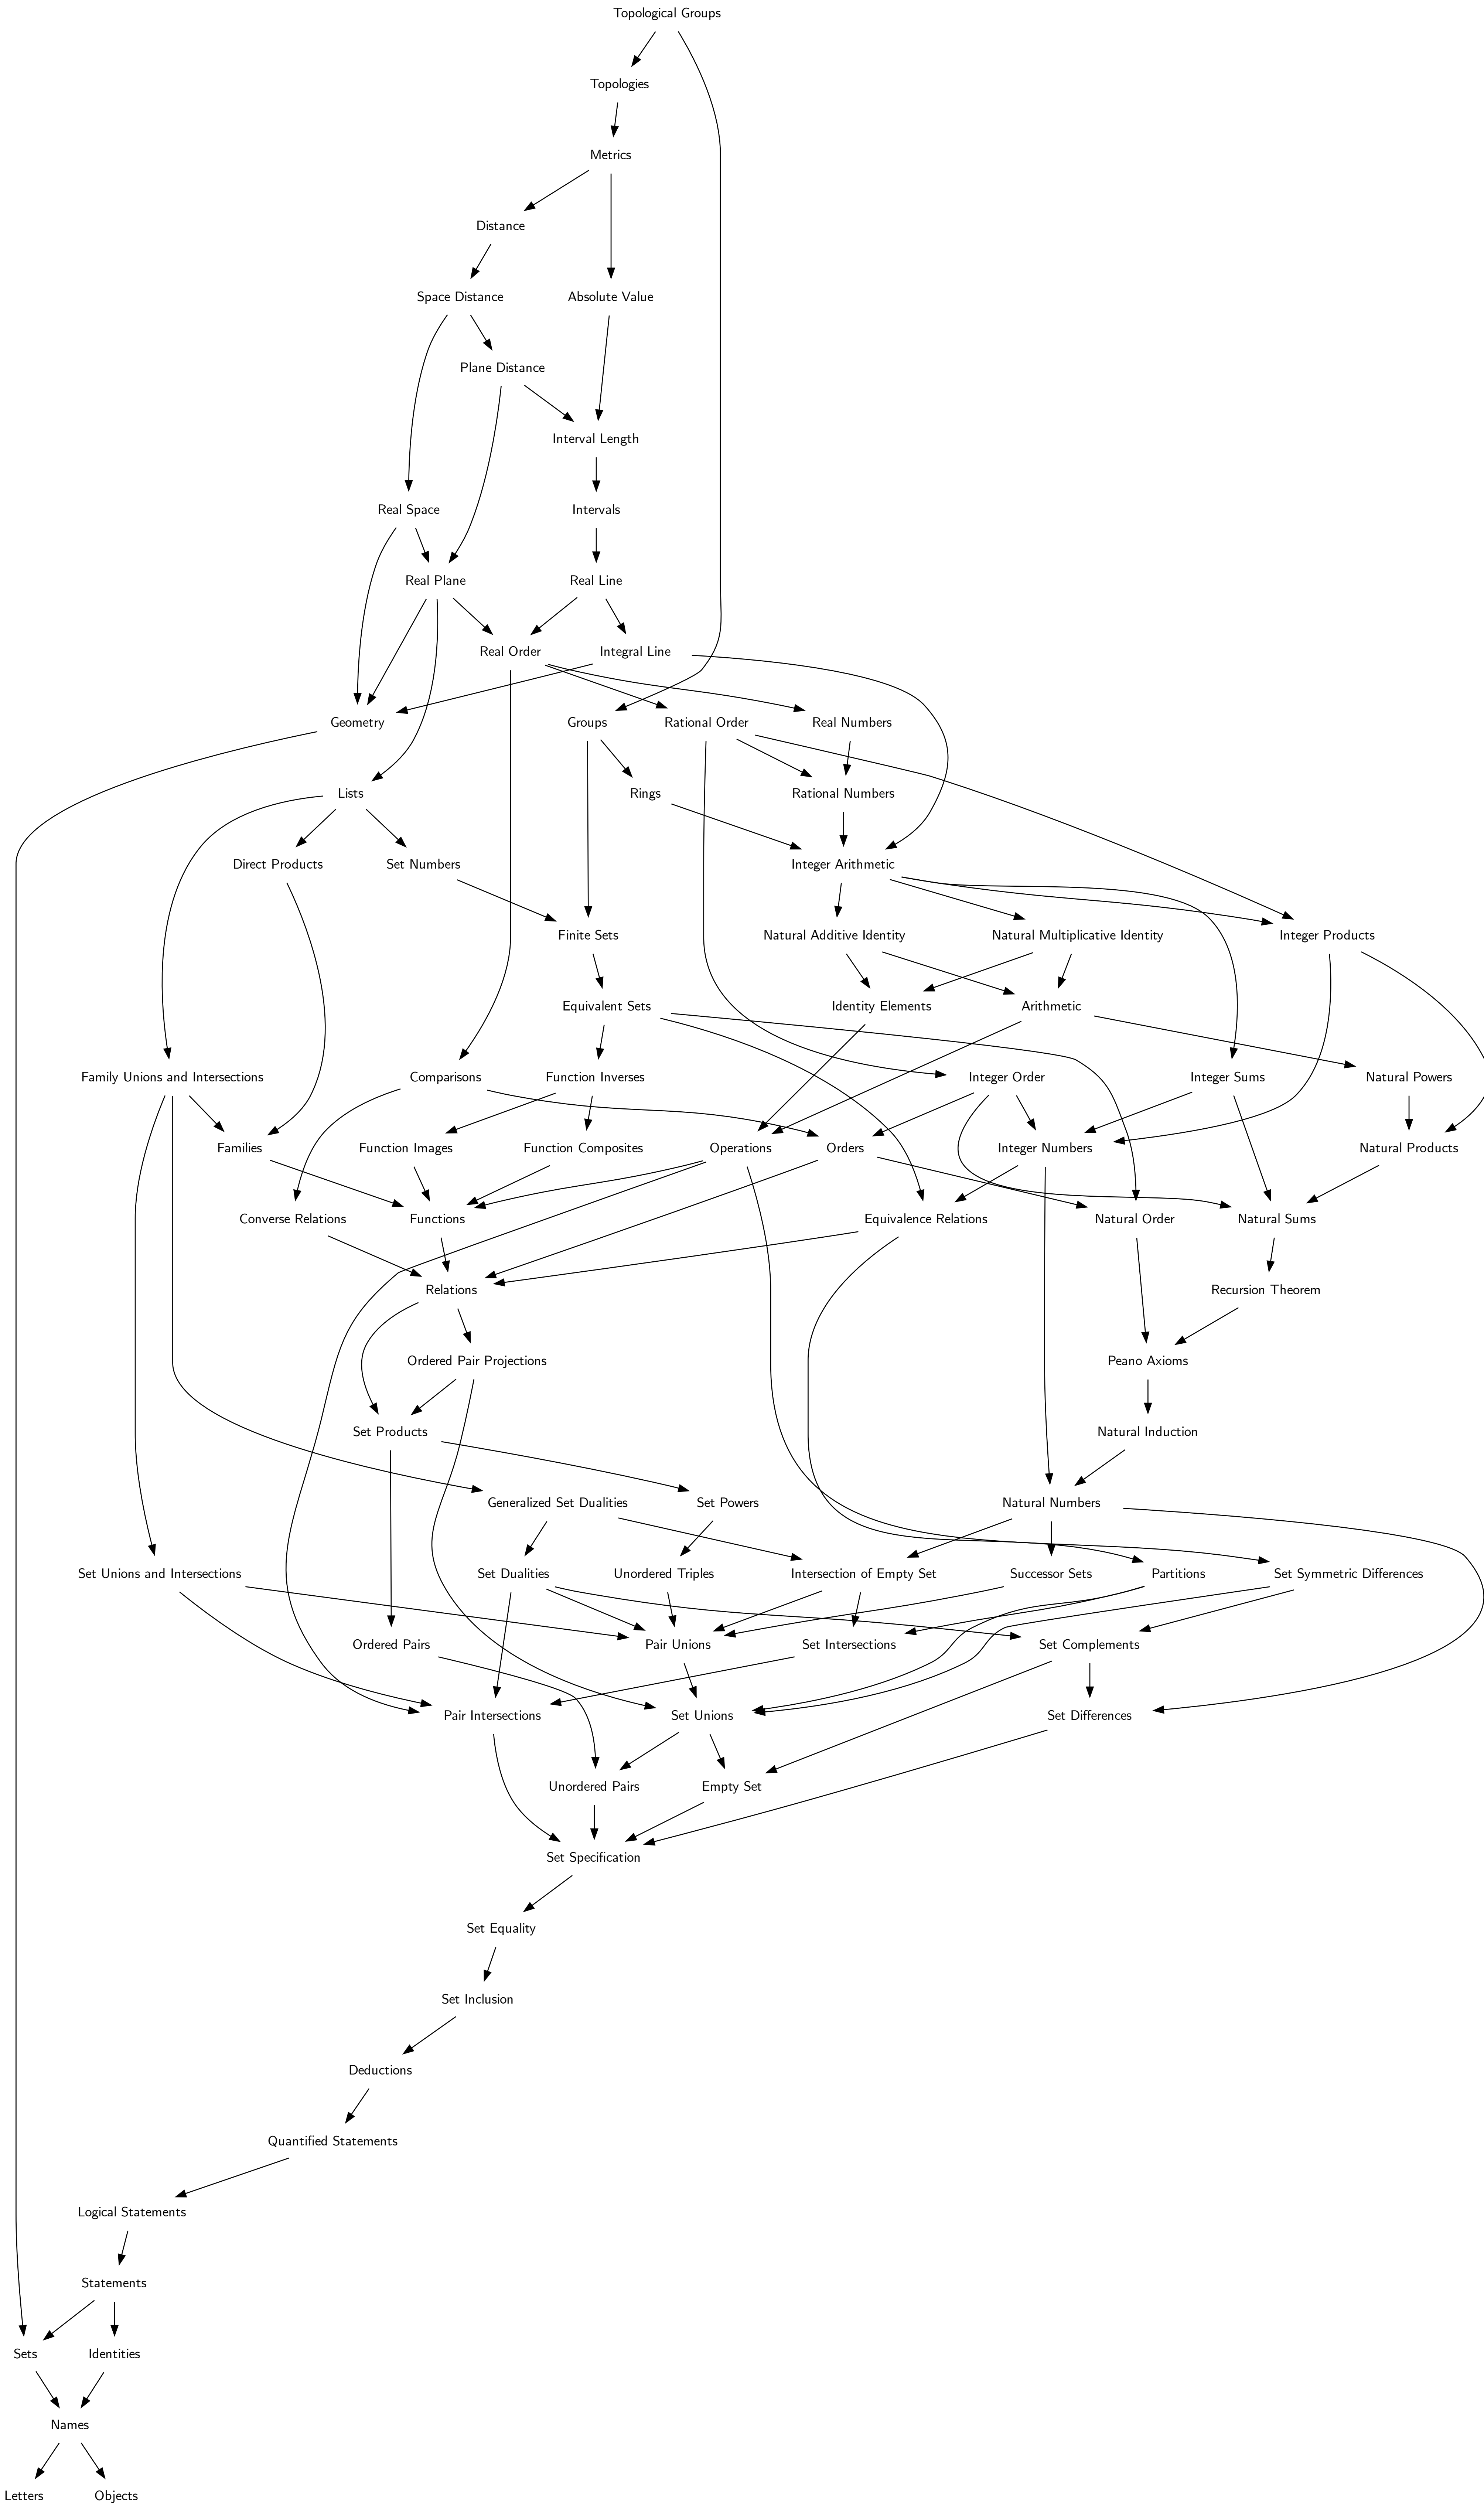 Topological Groups
Topologies
Metrics
Distance
Space Distance
Absolute Value
Plane Distance
Interval Length
Real Space
Intervals
Real Plane
Real Line
Real Order
Integral Line
Geometry
Groups
Rational Order
Real Numbers
Lists
Rings
Rational Numbers
Direct Products
Set Numbers
Integer Arithmetic
Finite Sets
Natural Additive Identity
Natural Multiplicative Identity
Integer Products
Equivalent Sets
Identity Elements
Arithmetic
Family Unions and Intersections
Comparisons
Function Inverses
Integer Order
Integer Sums
Natural Powers
Families
Function Images
Function Composites
Operations
Orders
Integer Numbers
Natural Products
Converse Relations
Functions
Equivalence Relations
Natural Order
Natural Sums
Relations
Recursion Theorem
Ordered Pair Projections
Peano Axioms
Set Products
Natural Induction
Generalized Set Dualities
Set Powers
Natural Numbers
Set Unions and Intersections
Set Dualities
Unordered Triples
Intersection of Empty Set
Successor Sets
Partitions
Set Symmetric Differences
Ordered Pairs
Pair Unions
Set Intersections
Set Complements
Pair Intersections
Set Unions
Set Differences
Unordered Pairs
Empty Set
Set Specification
Set Equality
Set Inclusion
Deductions
Quantified Statements
Logical Statements
Statements
Sets
Identities
Names
Letters
Objects